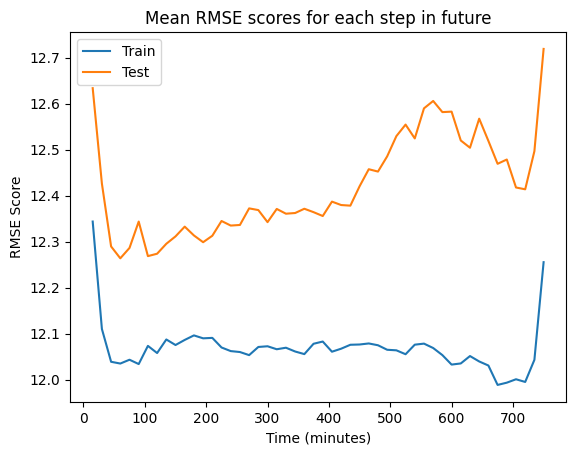 Mean RMSE scores for each step in future
Train
Test
RMSE Score
12.7
12.6
12.5
12.4
12.3
12.2
12.1
12.0
0 100 200 300 400 500 600 700
Time (minutes)